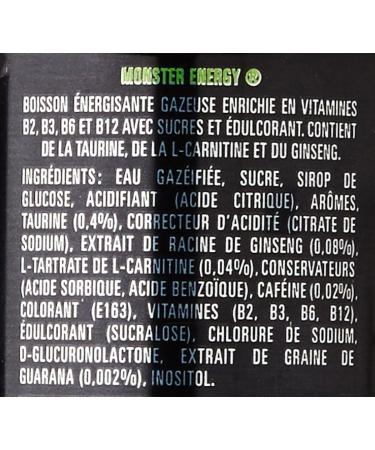 MONSTER ENERGY ®
BOISSON ÉNERGISANTE GAZEUSE ENRICHIE EN VITAMINES
B2, B3, B6 ET B12 AVEC SUCRES ET ÉDULCORANT. CONTIENT
DE LA TAURINE, DE LA L-CARNITINE ET DU GINSENG.
INGRÉDIENTS: EAU GAZÉIFIÉE, SUCRE, SIROP DE
GLUCOSE, ACIDIFIANT (ACIDE CITRIQUE), ARÔMES,
TAURINE (0,4%), CORRECTEUR D'ACIDITÉ (CITRATE DE
SODIUM), EXTRAIT DE RACINE DE GINSENG (0,08%),
L-TARTRATE DE L-CARNITINE (0,04%), CONSERVATEURS
(ACIDE SORBIQUE, ACIDE BENZOÏQUE), CAFÉINE (0,02%),
COLORANT (E163), VITAMINES (B2, B3, B6, B12),
ÉDULCORANT (SUCRALOSE), CHLORURE DE SODIUM,
D-GLUCURONOLACTONE, EXTRAIT DE GRAINE DE
GUARANA (0,002%), INOSITOL.